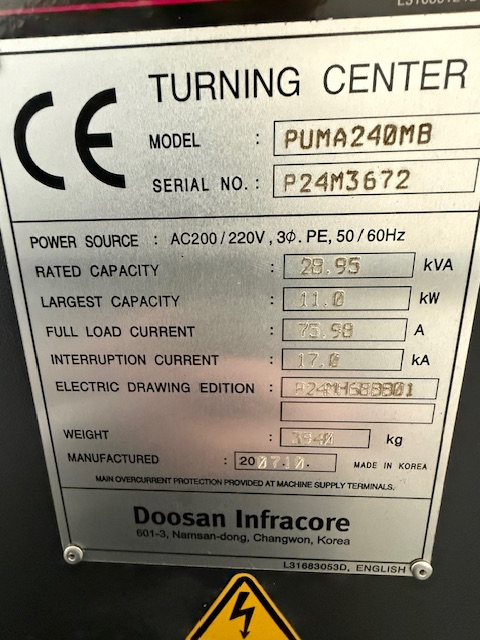 CE TURNING CENTER
MODEL : PUMA240MB
SERIAL NO. : P24M3672
POWER SOURCE : AC200/220V, 3Φ. PE, 50/60Hz
RATED CAPACITY : 28.95 kVA
LARGEST CAPACITY : 11.0 kW
FULL LOAD CURRENT : 75.98 A
INTERRUPTION CURRENT : 17.0 kA
ELECTRIC DRAWING EDITION :
WEIGHT : 3940 kg
MANUFACTURED : 2007.10. MADE IN KOREA
MAIN OVERCURRENT PROTECTION PROVIDED AT MACHINE SUPPLY TERMINALS.
Doosan Infracore
601-3, Namsan-dong, Changwon, Korea
L31683053D, ENGLISH